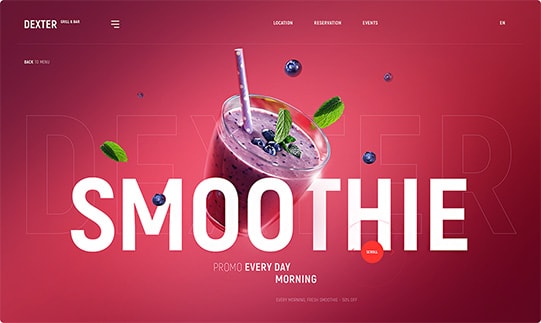 DEXTER GRILL & BAR
LOCATION RESERVATION EVENTS EN
BACK TO MENU
DEXTER
SMOOTHIE
SCROLL
PROMO EVERY DAY
MORNING
EVERY MORNING, FRESH SMOOTHIE - 50% OFF